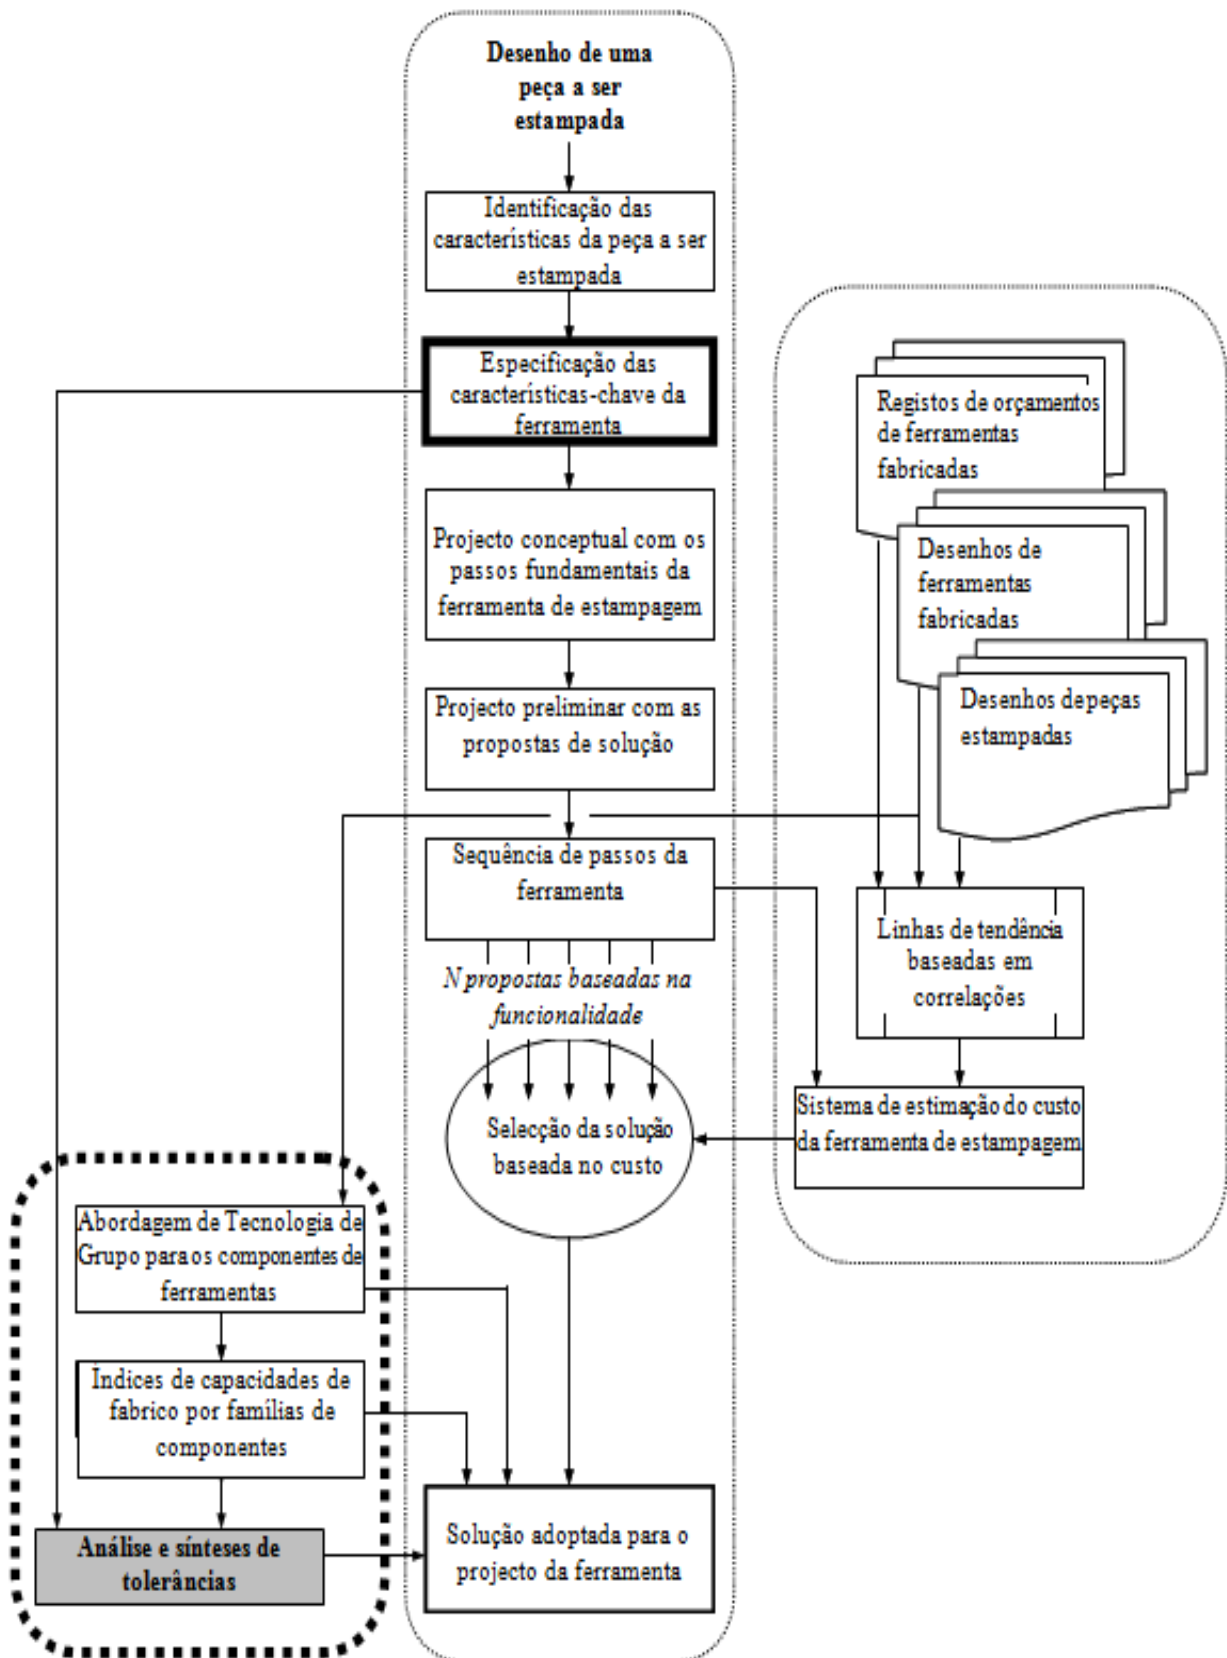 Desenho de uma
peça a ser
estampada
Identificação das
características da peça a ser
estampada
Especificação das
característcas-chave da
ferramenta
Projecto conceptual com os
passos fundamentais da
ferramenta de estampagem
Projecto preliminar com as
propostas de solução
Sequência de passos da
ferramenta
N propostas baseadas na
funcionalidade
Selecção da solução
baseada no custo
Registos de orçamentos
de ferramentas
fabricadas
Desenhos de
ferramentas
fabricadas
Desenhos de peças
estampadas
Linhas de tendência
baseadas em
correlações
Sistema de estimação do custo
da ferramenta de estampagem
Abordagem de Tecnologia de
Grupo para os componentes de
ferramentas
Índices de capacidades de
fabrico por famílias de
componentes
Análise e sínteses de
tolerâncias
Solução adoptada para o
projecto da ferramenta